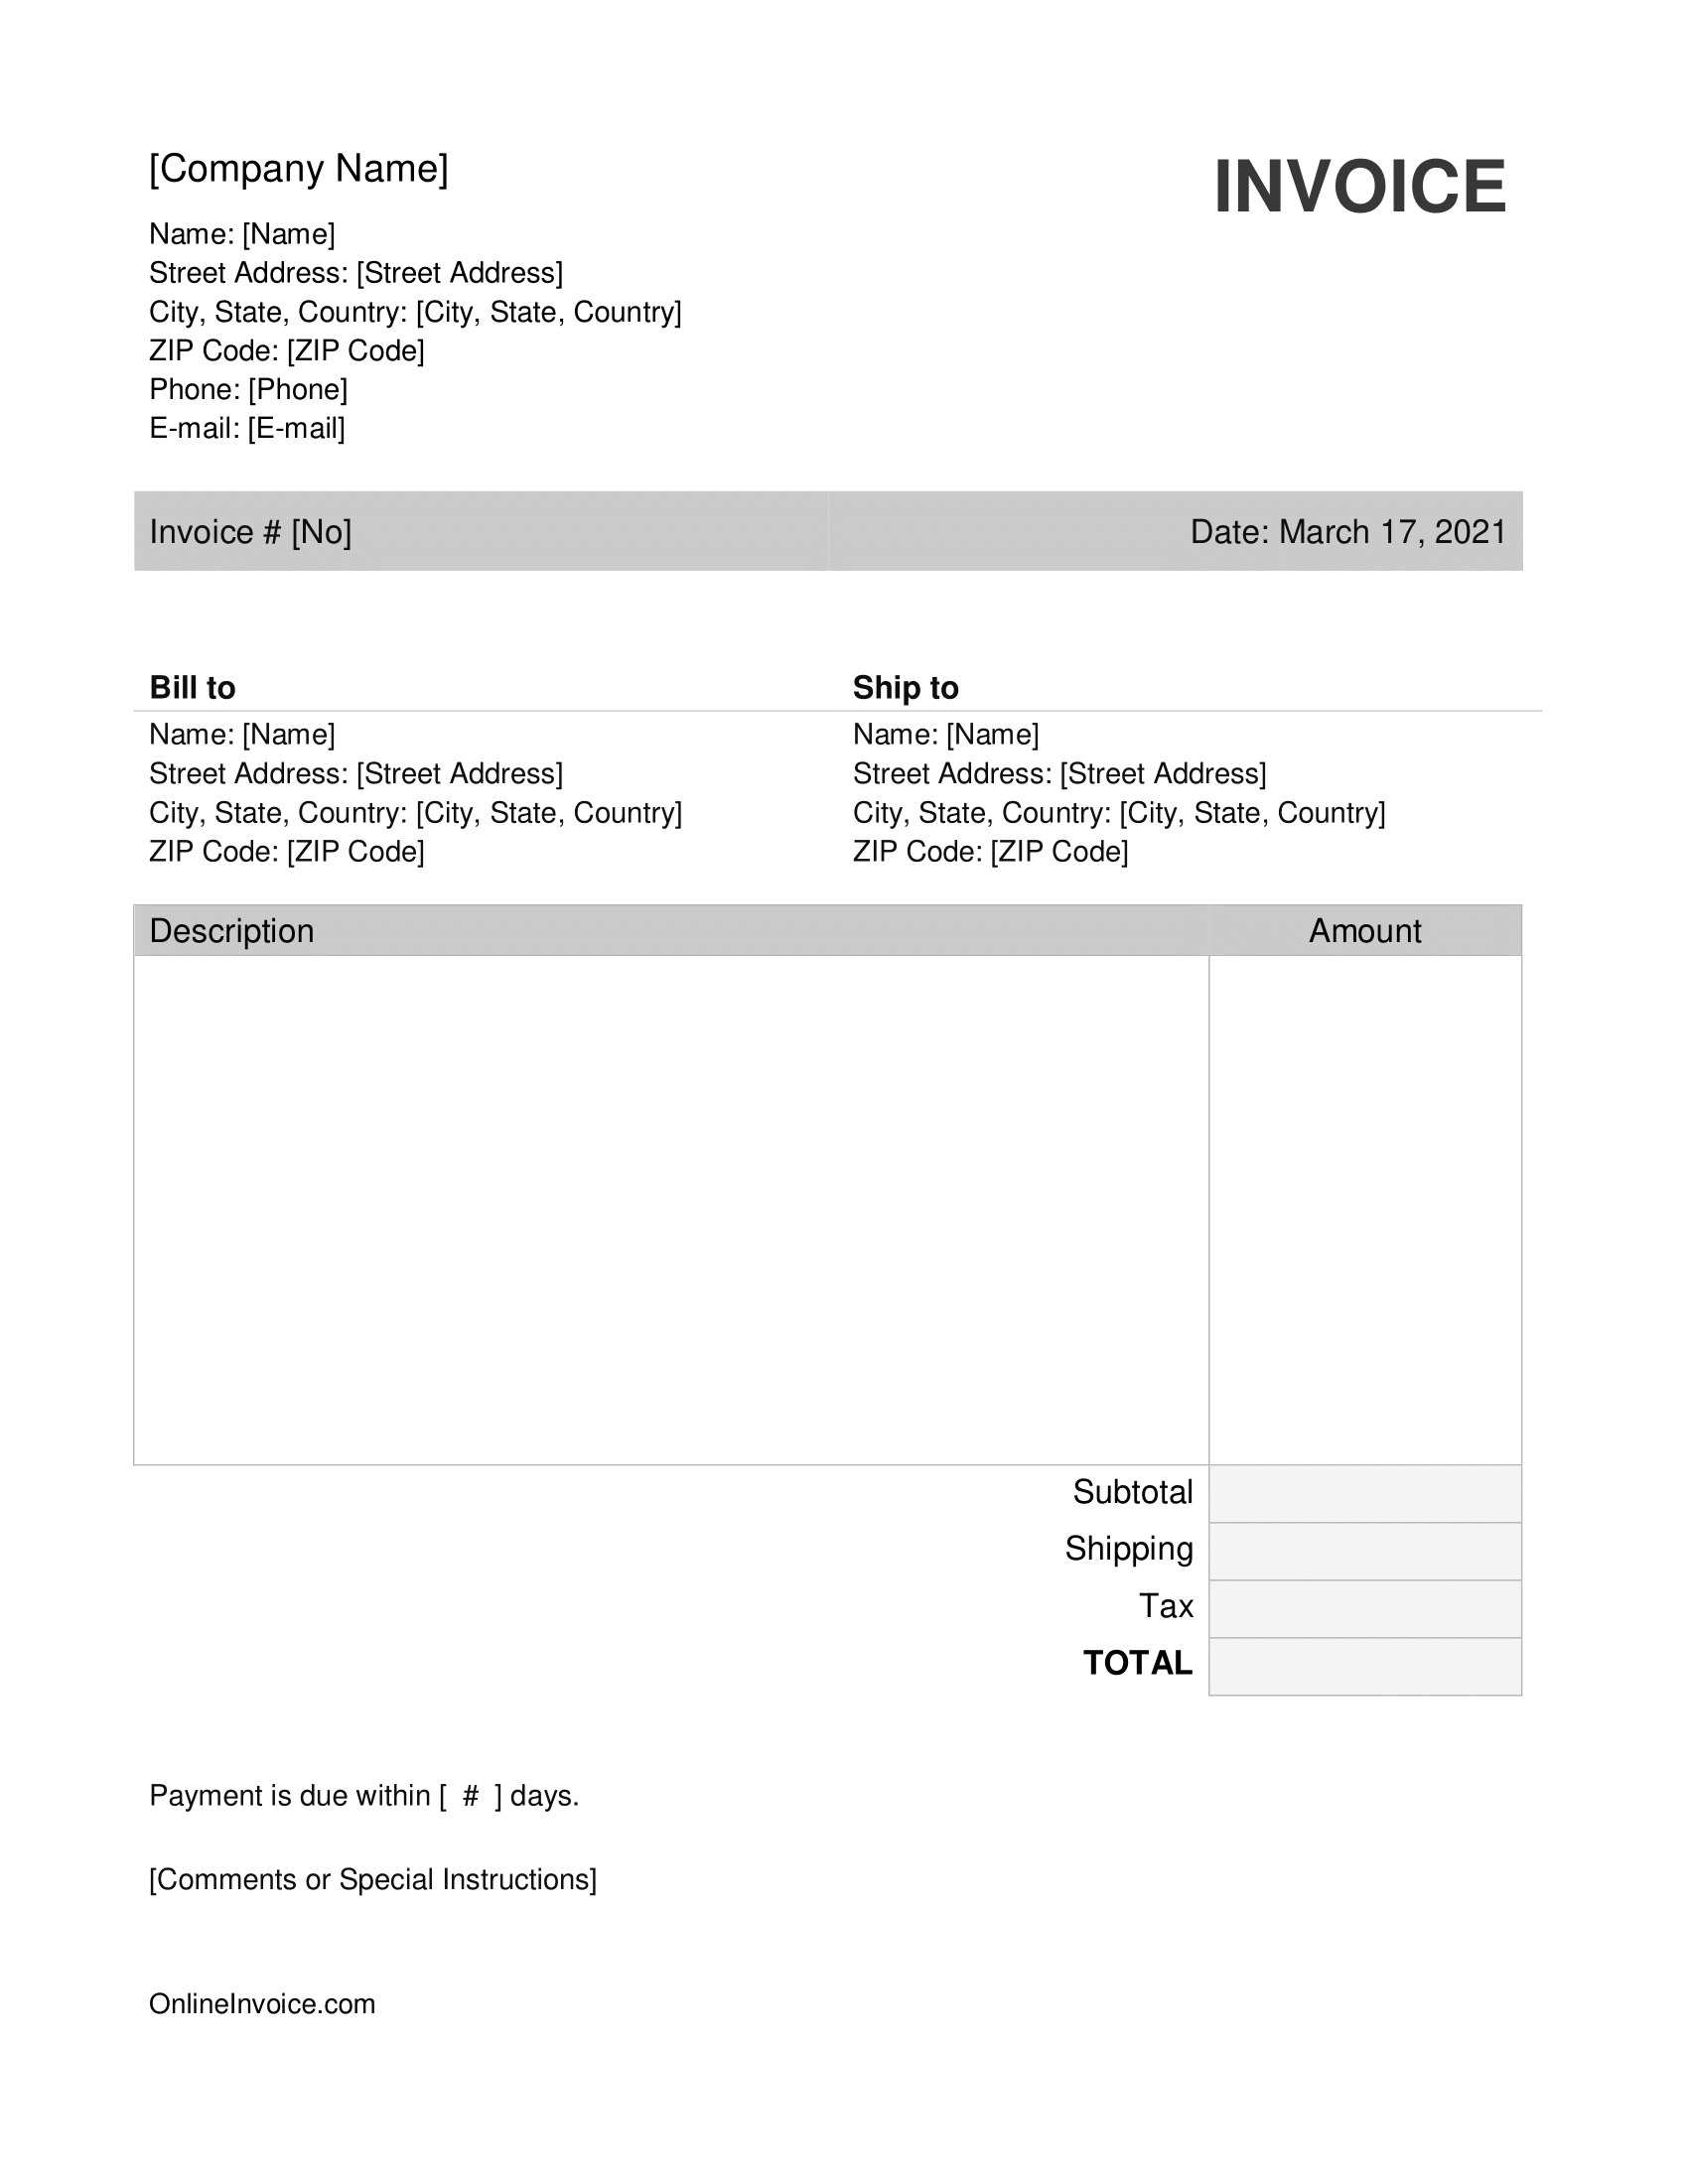 [Company Name]
INVOICE
Name: [Name]
Street Address: [Street Address]
City, State, Country: [City, State, Country]
ZIP Code: [ZIP Code]
Phone: [Phone]
E-mail: [E-mail]
Invoice # [No]
Date: March 17, 2021
Bill to
Name: [Name]
Street Address: [Street Address]
City, State, Country: [City, State, Country]
ZIP Code: [ZIP Code]
Ship to
Name: [Name]
Street Address: [Street Address]
City, State, Country: [City, State, Country]
ZIP Code: [ZIP Code]
Description
Amount
Subtotal
Shipping
Tax
TOTAL
Payment is due within [  #  ] days.
[Comments or Special Instructions]
OnlineInvoice.com